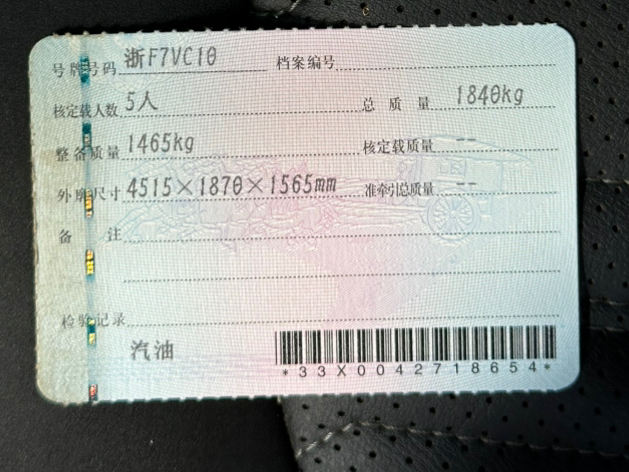 号牌号码 浙F7VC10 档案编号
核定载人数 5人 总质量 1840kg
整备质量 1465kg 核定载质量 --
外廓尺寸 4515×1870×1565mm 准牵引总质量 --
备注
检验记录
汽油
*33X0042718654*